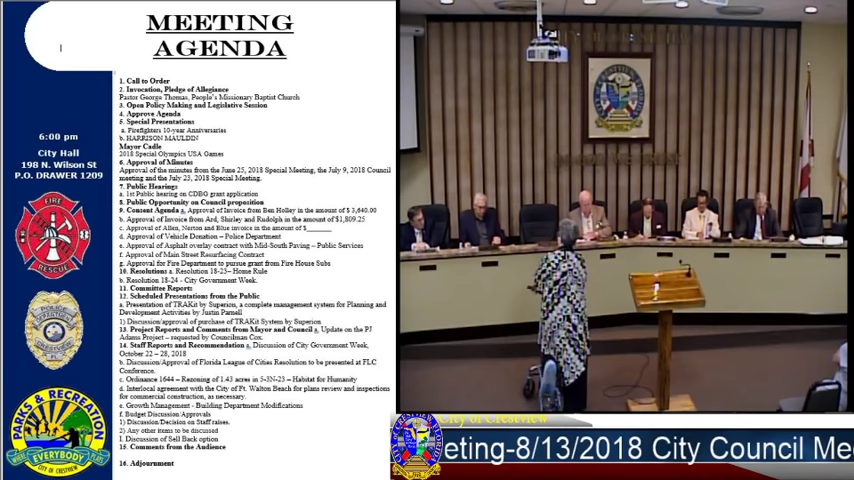 MEETING
AGENDA
6:00 pm
City Hall
198 N. Wilson St
P.O. DRAWER 1209
1. Call to Order
2. Invocation, Pledge of Allegiance
Pastor George Thomas, People's Missionary Baptist Church
3. Open Policy Making and Legislative Session
4. Approve Agenda
5. Special Presentations
a. Firefighters 10-year Anniversaries
b. HARRISON MAULDIN
Mayor Cadle
2018 Special Olympics USA Games
6. Approval of Minutes
Approval of the minutes from the June 25, 2018 Special Meeting, the July 9, 2018 Council
meeting and the July 23, 2018 Special Meeting.
7. Public Hearings
a. 1st Public hearing on CDBG grant application
8. Public Opportunity on Council proposition
9. Consent Agenda a. Approval of Invoice from Ben Holley in the amount of $ 3,640.00
b. Approval of Invoice from Ard, Shirley and Rudolph in the amount of $1,809.25
c. Approval of Allen, Norton and Blue invoice in the amount of $_______
d. Approval of Vehicle Donation – Police Department
e. Approval of Asphalt overlay contract with Mid-South Paving – Public Services
f. Approval of Main Street Resurfacing Contract
g. Approval for Fire Department to pursue grant from Fire House Subs
10. Resolutions a. Resolution 18-23– Home Rule
b. Resolution 18-24 - City Government Week.
11. Committee Reports
12. Scheduled Presentations from the Public
a. Presentation of TRAKit by Superion, a complete management system for Planning and
Development Activities by Justin Parnell
1) Discussion/approval of purchase of TRAKit System by Superion
13. Project Reports and Comments from Mayor and Council a. Update on the PJ
Adams Project – requested by Councilman Cox.
14. Staff Reports and Recommendation a. Discussion of City Government Week,
October 22 – 28, 2018
b. Discussion/Approval of Florida League of Cities Resolution to be presented at FLC
Conference.
c. Ordinance 1644 – Rezoning of 1.43 acres in 5-3N-23 – Habitat for Humanity
d. Interlocal agreement with the City of Ft. Walton Beach for plans review and inspections
for commercial construction, as necessary.
e. Growth Management - Building Department Modifications
f. Budget Discussion/Approvals
1) Discussion/Decision on Staff raises.
2) Any other items to be discussed
I. Discussion of Sell Back option
15. Comments from the Audience
16. Adjournment
FIRE
RESCUE
POLICE
PARKS & RECREATION
EVERYBODY
CITY OF CRESTVIEW
City of Crestview
eting-8/13/2018 City Council Me